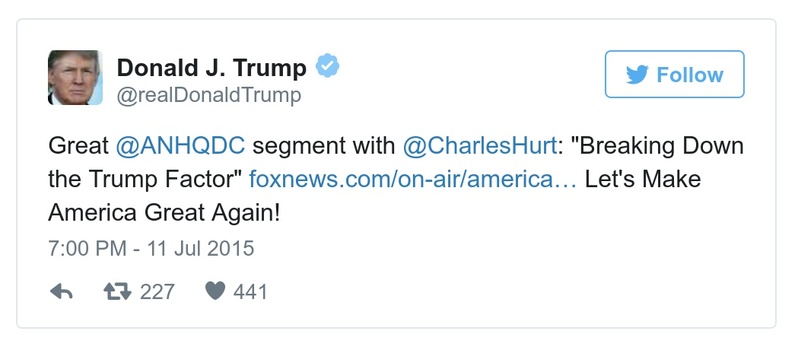 Donald J. Trump
@realDonaldTrump
Follow
Great @ANHQDC segment with @CharlesHurt: "Breaking Down
the Trump Factor" foxnews.com/on-air/america… Let's Make
America Great Again!
7:00 PM - 11 Jul 2015
227 441